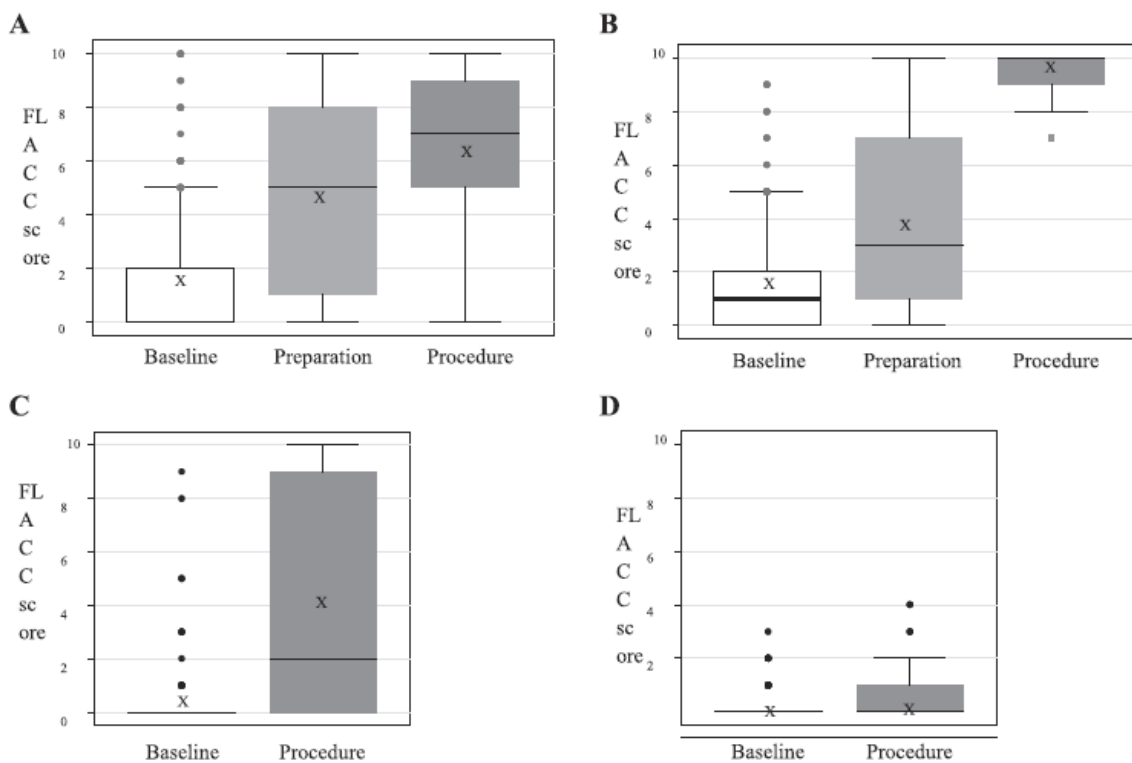 A
10
8
6
4
2
0
FL
A
C
C
sc
ore
X
X
X
Baseline Preparation Procedure
B
10
8
6
4
2
0
FL
A
C
C
sc
ore
X
X
X
Baseline Preparation Procedure
C
10
8
6
4
2
0
FL
A
C
C
sc
ore
X
X
Baseline Procedure
D
10
8
6
4
2
FL
A
C
C
sc
ore
X
X
Baseline Procedure